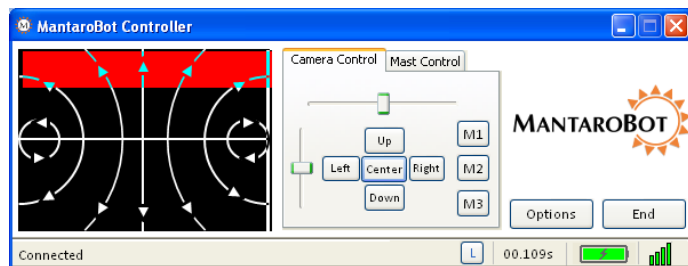 MantaroBot Controller
Camera Control Mast Control
Up M1
Left Center Right M2
Down M3
MANTAROBOT
Options End
Connected L 00.109s